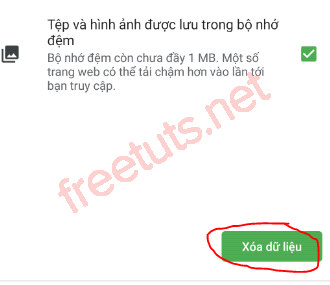 Tệp và hình ảnh được lưu trong bộ nhớ
đệm
Bộ nhớ đệm còn chưa đầy 1 MB. Một số
trang web có thể tải chậm hơn vào lần tới
bạn truy cập.
freetuts.net
Xóa dữ liệu